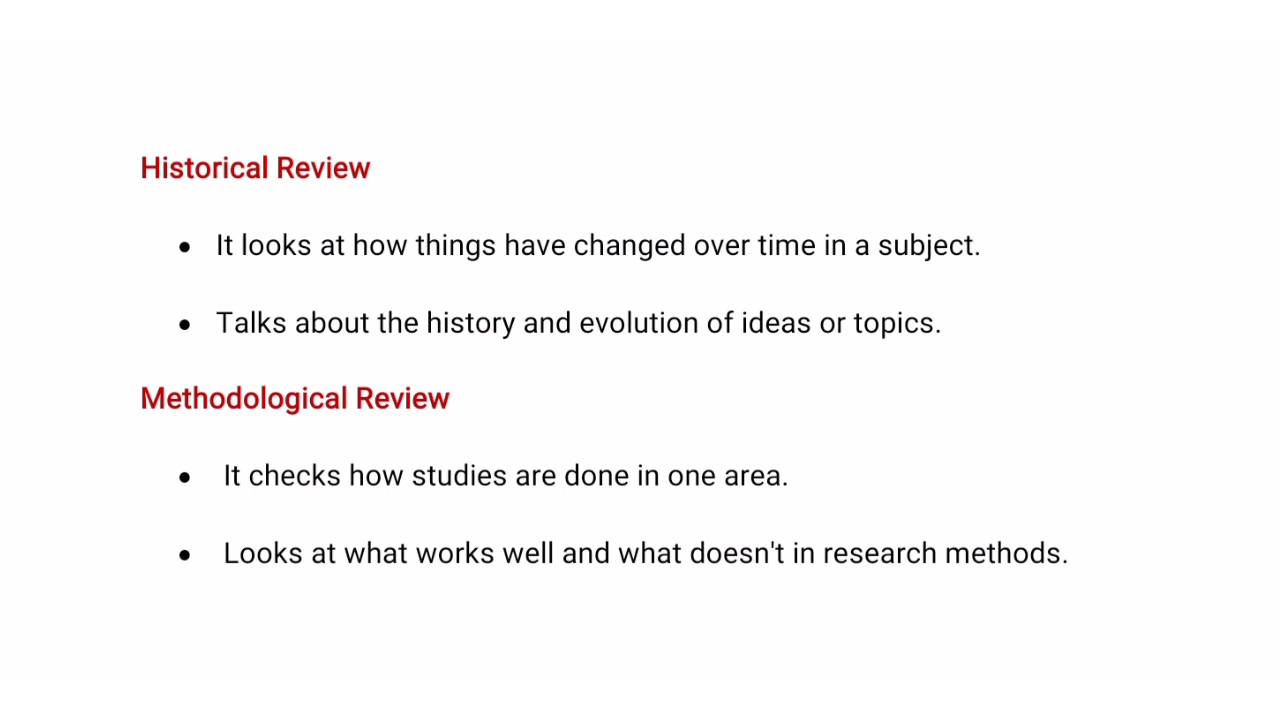 Historical Review
• It looks at how things have changed over time in a subject.
• Talks about the history and evolution of ideas or topics.
Methodological Review
• It checks how studies are done in one area.
• Looks at what works well and what doesn't in research methods.